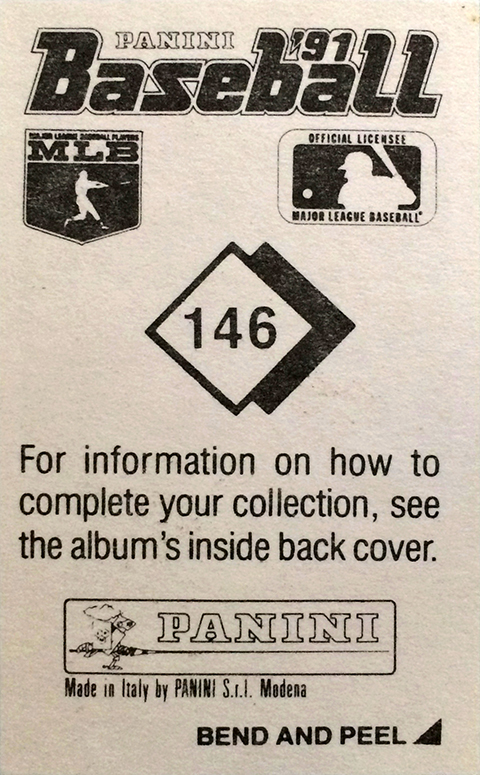 PANINI '91
Baseball
MAJOR LEAGUE BASEBALL PLAYERS
MLB
OFFICIAL LICENSEE
MAJOR LEAGUE BASEBALL®
146
For information on how to
complete your collection, see
the album's inside back cover.
PANINI
Made in Italy by PANINI S.r.l. Modena
BEND AND PEEL